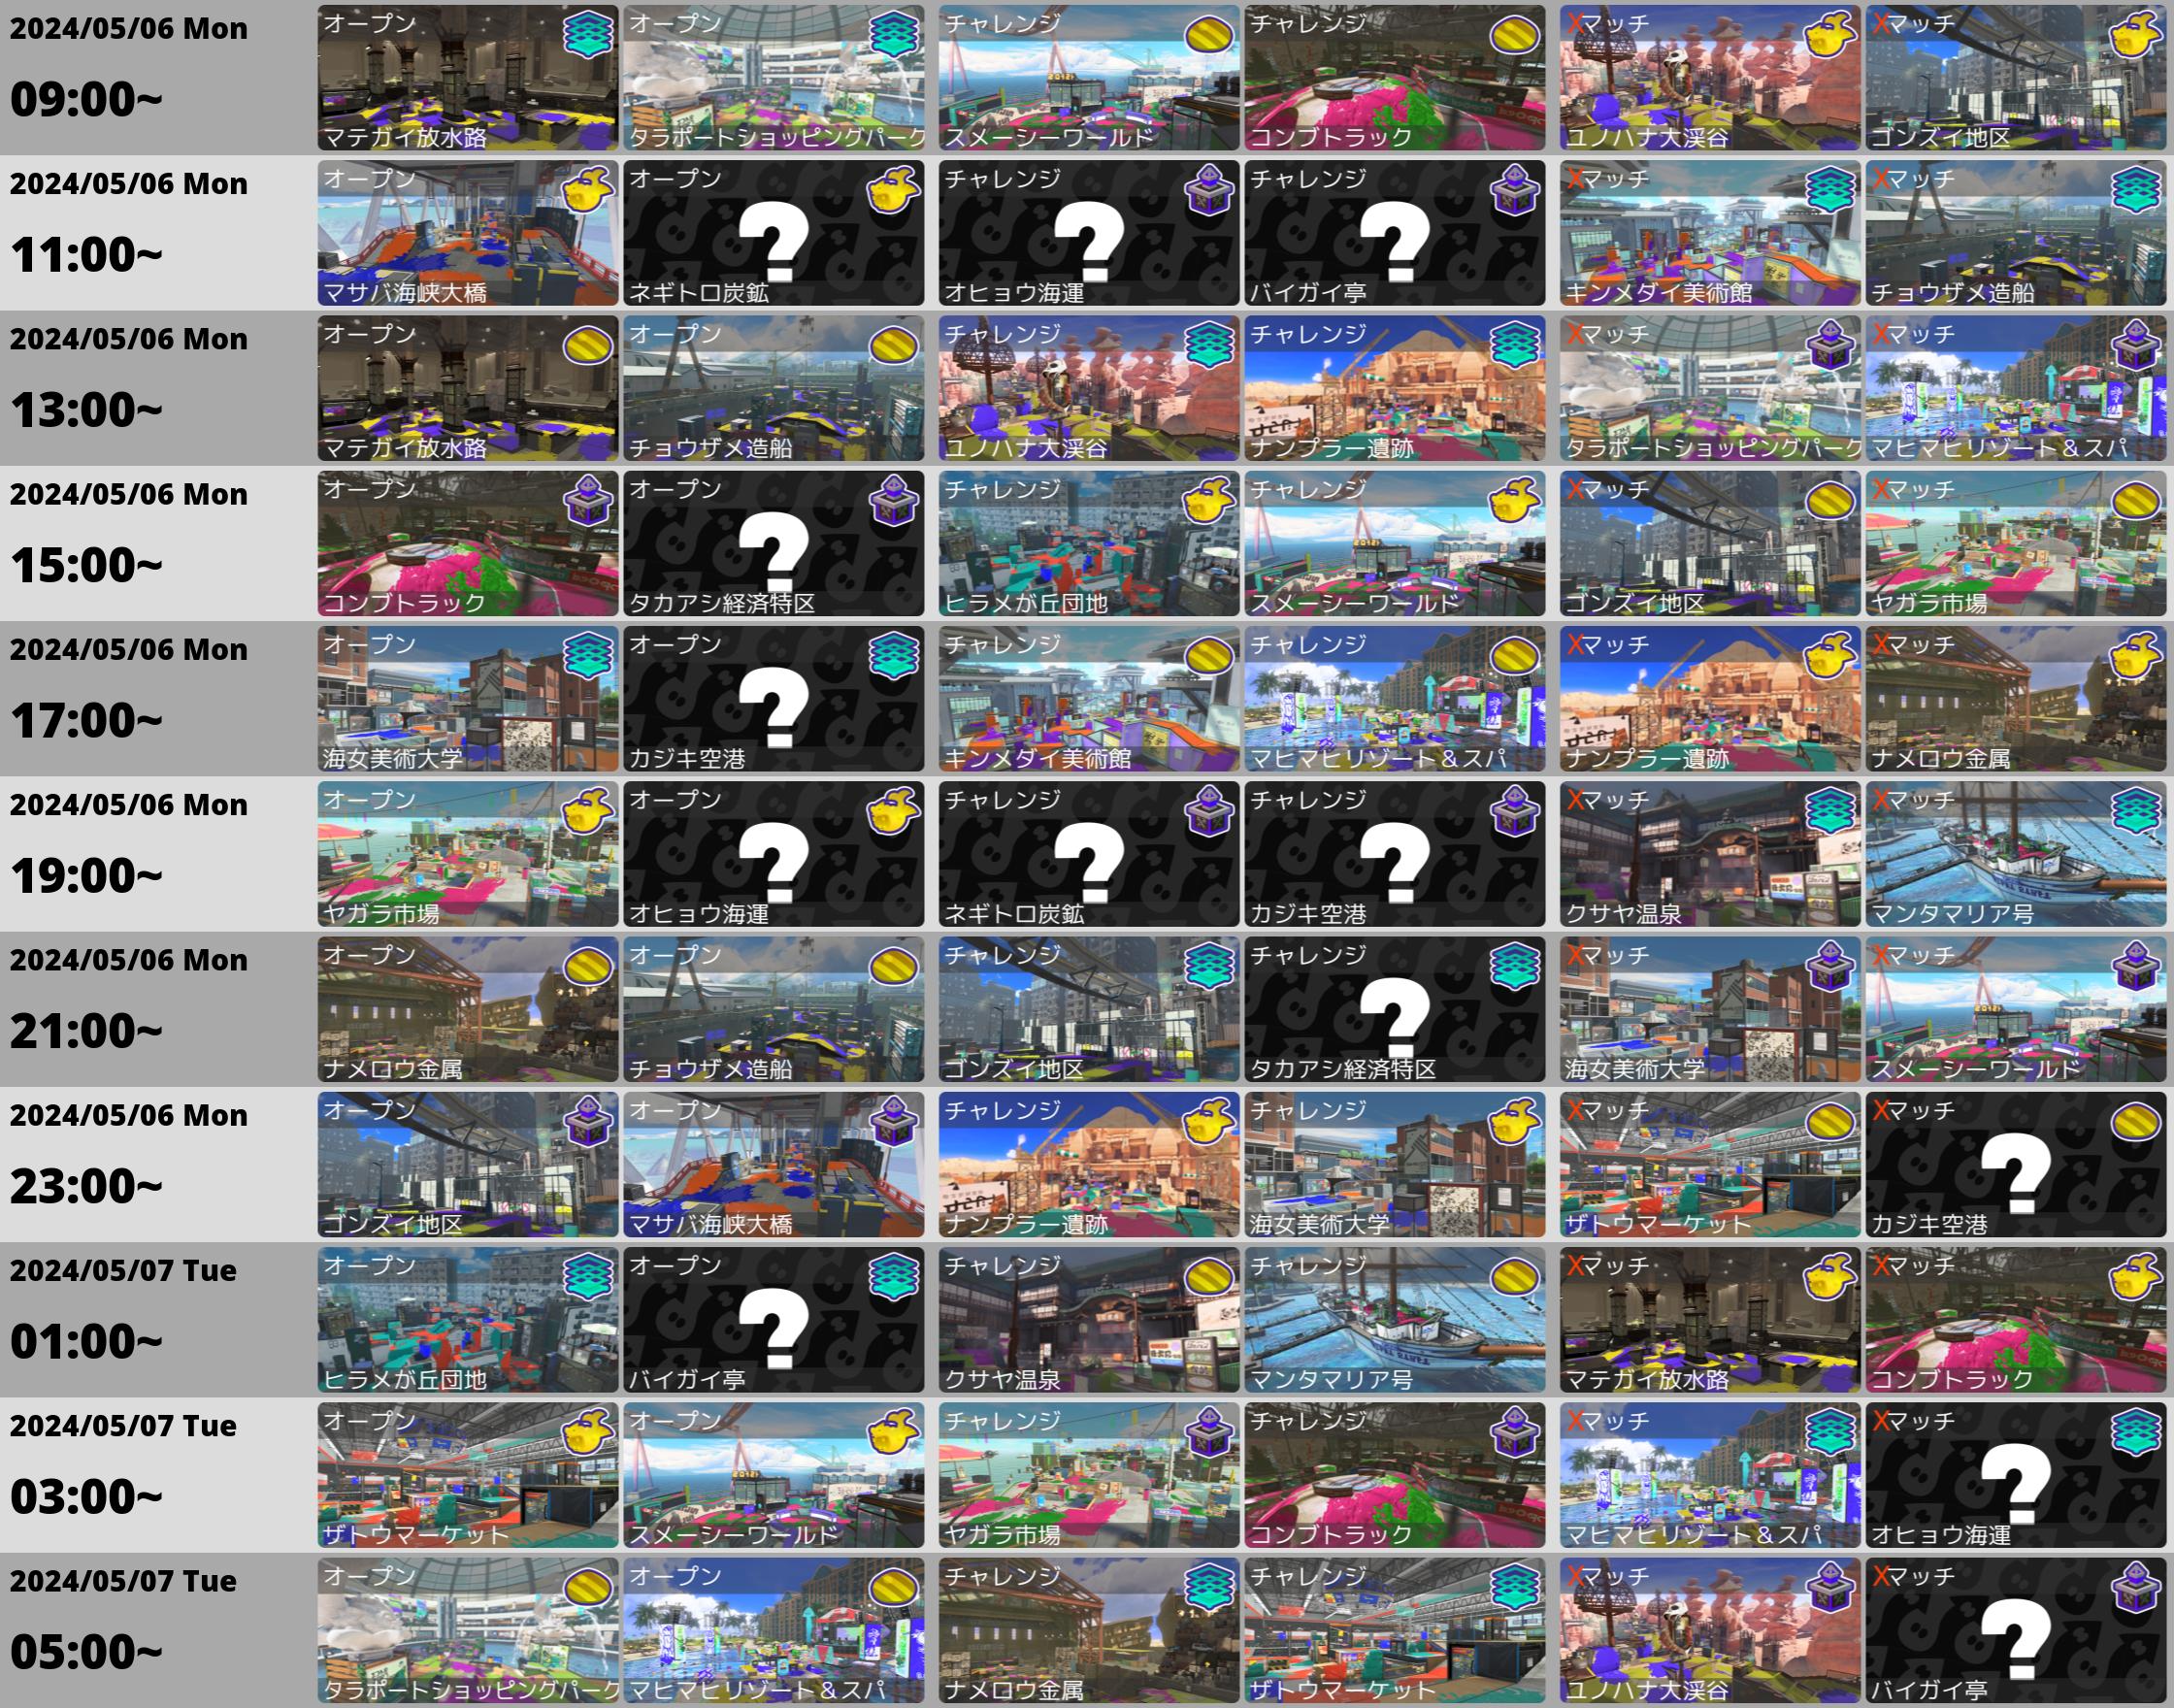 2024/05/06 Mon
09:00~
オープン オープン チャレンジ チャレンジ Xマッチ Xマッチ
マテガイ放水路 タラポートショッピングパーク スメーシーワールド コンブトラック ユノハナ大渓谷 ゴンズイ地区
2024/05/06 Mon
11:00~
オープン オープン チャレンジ チャレンジ Xマッチ Xマッチ
? ? ?
マサバ海峡大橋 ネギトロ炭鉱 オヒョウ海運 バイガイ亭 キンメダイ美術館 チョウザメ造船
2024/05/06 Mon
13:00~
オープン オープン チャレンジ チャレンジ Xマッチ Xマッチ
マテガイ放水路 チョウザメ造船 ユノハナ大渓谷 ナンプラー遺跡 タラポートショッピングパーク マヒマヒリゾート&スパ
2024/05/06 Mon
15:00~
オープン オープン チャレンジ チャレンジ Xマッチ Xマッチ
?
コンブトラック タカアシ経済特区 ヒラメが丘団地 スメーシーワールド ゴンズイ地区 ヤガラ市場
2024/05/06 Mon
17:00~
オープン オープン チャレンジ チャレンジ Xマッチ Xマッチ
?
海女美術大学 カジキ空港 キンメダイ美術館 マヒマヒリゾート&スパ ナンプラー遺跡 ナメロウ金属
2024/05/06 Mon
19:00~
オープン オープン チャレンジ チャレンジ Xマッチ Xマッチ
? ? ?
ヤガラ市場 オヒョウ海運 ネギトロ炭鉱 カジキ空港 クサヤ温泉 マンタマリア号
2024/05/06 Mon
21:00~
オープン オープン チャレンジ チャレンジ Xマッチ Xマッチ
?
ナメロウ金属 チョウザメ造船 ゴンズイ地区 タカアシ経済特区 海女美術大学 スメーシーワールド
2024/05/06 Mon
23:00~
オープン オープン チャレンジ チャレンジ Xマッチ Xマッチ
?
ゴンズイ地区 マサバ海峡大橋 ナンプラー遺跡 海女美術大学 ザトウマーケット カジキ空港
2024/05/07 Tue
01:00~
オープン オープン チャレンジ チャレンジ Xマッチ Xマッチ
?
ヒラメが丘団地 バイガイ亭 クサヤ温泉 マンタマリア号 マテガイ放水路 コンブトラック
2024/05/07 Tue
03:00~
オープン オープン チャレンジ チャレンジ Xマッチ Xマッチ
?
ザトウマーケット スメーシーワールド ヤガラ市場 コンブトラック マヒマヒリゾート&スパ オヒョウ海運
2024/05/07 Tue
05:00~
オープン オープン チャレンジ チャレンジ Xマッチ Xマッチ
?
タラポートショッピングパーク マヒマヒリゾート&スパ ナメロウ金属 ザトウマーケット ユノハナ大渓谷 バイガイ亭